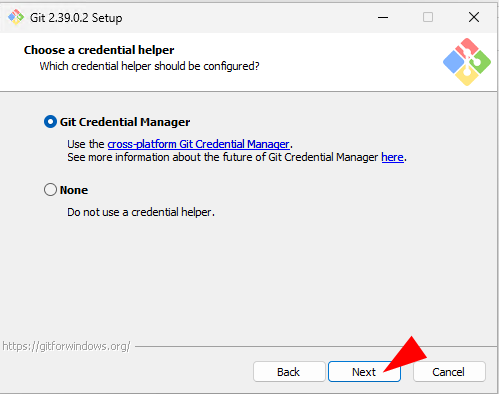 Git 2.39.0.2 Setup
Choose a credential helper
Which credential helper should be configured?
Git Credential Manager
Use the cross-platform Git Credential Manager.
See more information about the future of Git Credential Manager here.
None
Do not use a credential helper.
https://gitforwindows.org/
Back Next Cancel